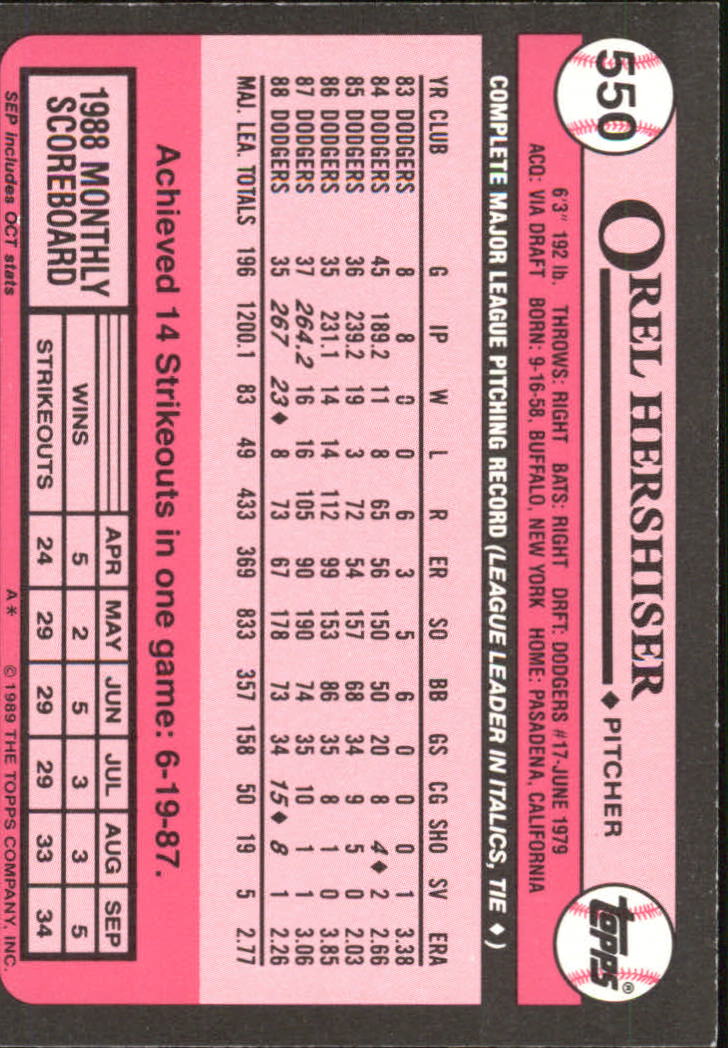 550
OREL HERSHISER ♦ PITCHER
topps®
6'3" 192 lb. THROWS: RIGHT BATS: RIGHT DRFT: DODGERS #17-JUNE 1979
ACQ: VIA DRAFT BORN: 9-16-58, BUFFALO, NEW YORK HOME: PASADENA, CALIFORNIA
COMPLETE MAJOR LEAGUE PITCHING RECORD (LEAGUE LEADER IN ITALICS, TIE ♦)
YR CLUB G IP W L R ER SO BB GS CG SHO SV ERA
83 DODGERS 8 8 0 0 6 3 5 6 0 0 0 1 3.38
84 DODGERS 45 189.2 11 8 65 56 150 50 20 8 4♦ 2 2.66
85 DODGERS 36 239.2 19 3 72 54 157 68 34 9 5 0 2.03
86 DODGERS 35 231.1 14 14 112 99 153 86 35 8 1 0 3.85
87 DODGERS 37 264.2 16 16 105 90 190 74 35 10 1 1 3.06
88 DODGERS 35 267 23♦ 8 73 67 178 73 34 15♦ 8 1 2.26
MAJ. LEA. TOTALS 196 1200.1 83 49 433 369 833 357 158 50 19 5 2.77
Achieved 14 Strikeouts in one game: 6-19-87.
1988 MONTHLY
SCOREBOARD
APR MAY JUN JUL AUG SEP
WINS 5 2 5 3 3 5
STRIKEOUTS 24 29 29 29 33 34
SEP includes OCT stats A* © 1989 THE TOPPS COMPANY, INC.